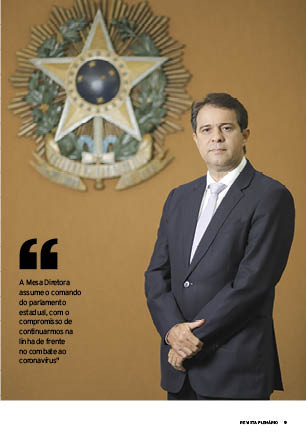 “
A Mesa Diretora
assume o comando
do parlamento
estadual, com o
compromisso de
continuarmos na
linha de frente
no combate ao
coronavírus"
REVISTA PLENÁRIO 9